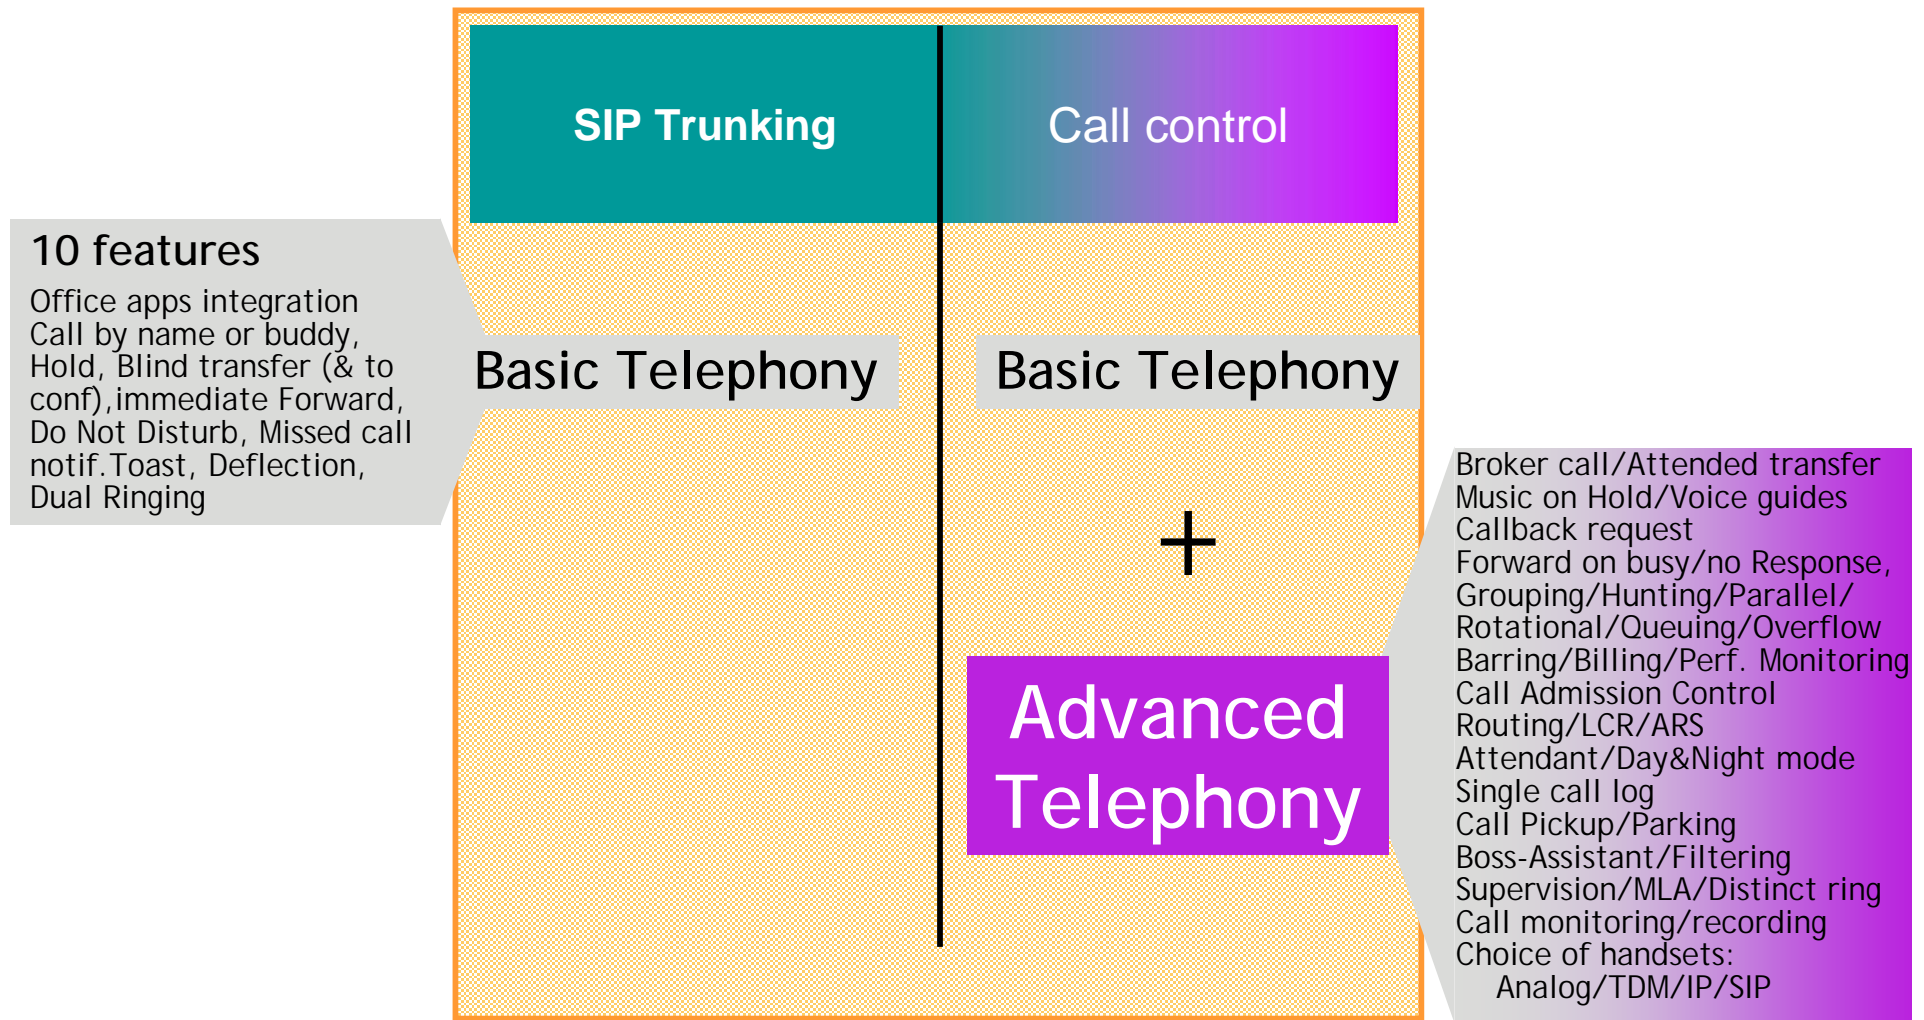 SIP Trunking
Call control
10 features
Office apps integration
Call by name or buddy,
Hold, Blind transfer (& to
conf),immediate Forward,
Do Not Disturb, Missed call
notif.Toast, Deflection,
Dual Ringing
Basic Telephony
Basic Telephony
+
Advanced
Telephony
Broker call/Attended transfer
Music on Hold/Voice guides
Callback request
Forward on busy/no Response,
Grouping/Hunting/Parallel/
Rotational/Queuing/Overflow
Barring/Billing/Perf. Monitoring
Call Admission Control
Routing/LCR/ARS
Attendant/Day&Night mode
Single call log
Call Pickup/Parking
Boss-Assistant/Filtering
Supervision/MLA/Distinct ring
Call monitoring/recording
Choice of handsets:
Analog/TDM/IP/SIP